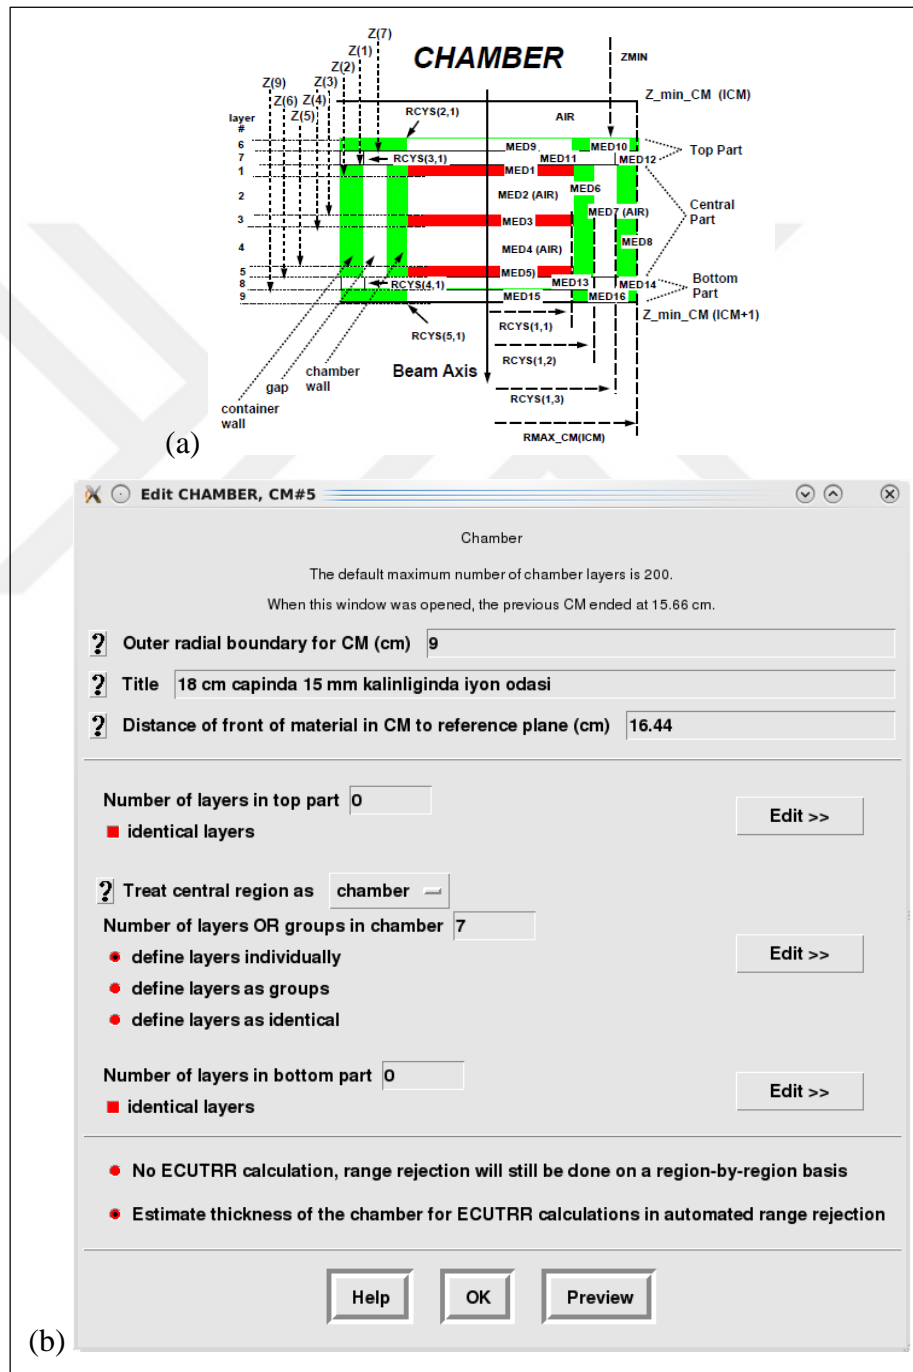 CHAMBER
Z(7)
Z(1)
Z(3)
Z(2)
Z(9)
Z(4)
Z(6)
Z(5)
ZMIN
Z_min_CM (ICM)
RCYS(2,1)
AIR
layer
#
6
7
1
2
3
4
5
8
9
MED9
MED10
Top Part
RCYS(3,1)
MED11
MED12
MED1
MED2 (AIR)
MED6
Central
Part
MED7 (AIR)
MED3
MED8
MED4 (AIR)
MED5)
MED13
MED14
Bottom
Part
RCYS(4,1)
MED15
MED16
Z_min_CM (ICM+1)
RCYS(1,1)
RCYS(5,1)
RCYS(1,2)
Beam Axis
chamber
wall
gap
RCYS(1,3)
container
wall
RMAX_CM(ICM)
(a)
Edit CHAMBER, CM#5
Chamber
The default maximum number of chamber layers is 200.
When this window was opened, the previous CM ended at 15.66 cm.
? Outer radial boundary for CM (cm) 9
? Title 18 cm capinda 15 mm kalinliginda iyon odasi
? Distance of front of material in CM to reference plane (cm) 16.44
Number of layers in top part 0
Edit >>
identical layers
? Treat central region as chamber
Number of layers OR groups in chamber 7
define layers individually
Edit >>
define layers as groups
define layers as identical
Number of layers in bottom part 0
Edit >>
identical layers
No ECUTRR calculation, range rejection will still be done on a region-by-region basis
Estimate thickness of the chamber for ECUTRR calculations in automated range rejection
Help OK Preview
(b)